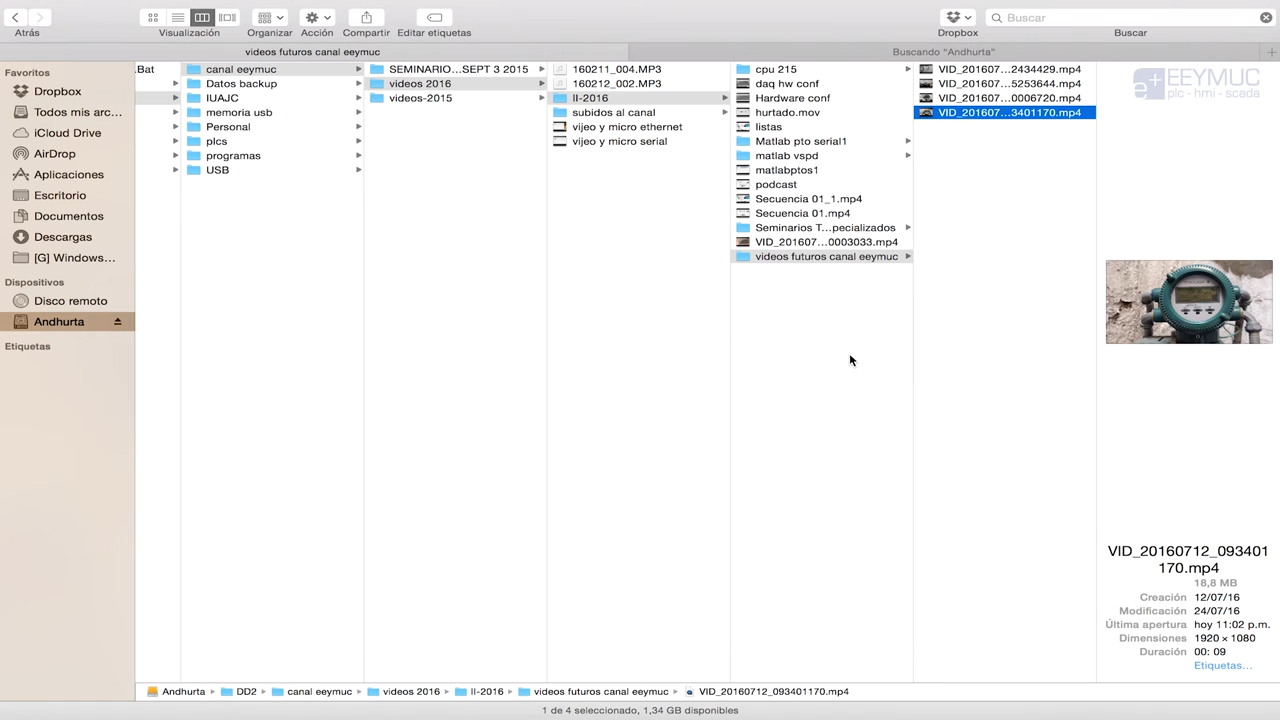 Atrás
Visualización
Organizar
Acción
Compartir
Editar etiquetas
Dropbox
Buscar
Buscar
videos futuros canal eeymuc
Buscando "Andhurta"
Favoritos
Dropbox
Todos mis arc...
iCloud Drive
AirDrop
Aplicaciones
Escritorio
Documentos
Descargas
[G] Windows...
Dispositivos
Disco remoto
Andhurta
Etiquetas
.Bat
canal eeymuc
Datos backup
IUAJC
memoria usb
Personal
plcs
programas
USB
SEMINARIO...SEPT 3 2015
videos 2016
videos-2015
160211_004.MP3
160212_002.MP3
II-2016
subidos al canal
vijeo y micro ethernet
vijeo y micro serial
cpu 215
daq hw conf
Hardware conf
hurtado.mov
listas
Matlab pto serial1
matlab vspd
matlabptos1
podcast
Secuencia 01_1.mp4
Secuencia 01.mp4
Seminarios T...pecializados
VID_201607...0003033.mp4
videos futuros canal eeymuc
VID_201607...2434429.mp4
VID_201607...5253644.mp4
VID_201607...0006720.mp4
VID_201607...3401170.mp4
EEYMUC
plc - hmi - scada
VID_20160712_093401
170.mp4
18,8 MB
Creación 12/07/16
Modificación 24/07/16
Última apertura hoy 11:02 p.m.
Dimensiones 1920 × 1080
Duración 00: 09
Etiquetas...
Andhurta DD2 canal eeymuc videos 2016 II-2016 videos futuros canal eeymuc VID_20160712_093401170.mp4
1 de 4 seleccionado, 1,34 GB disponibles